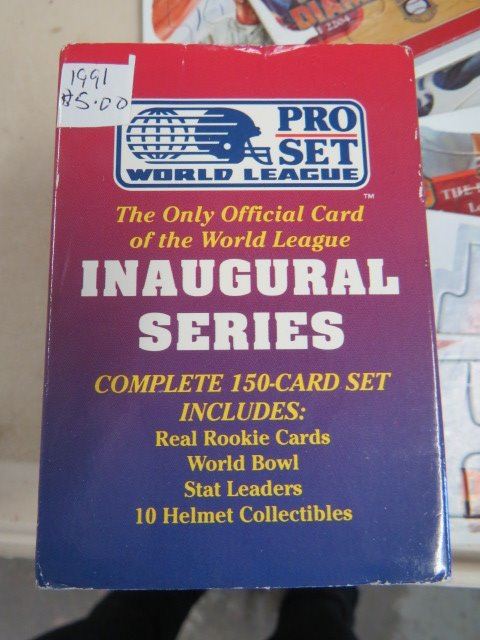 1991
$5.00
PRO
SET
WORLD LEAGUE
™
The Only Official Card
of the World League
INAUGURAL
SERIES
COMPLETE 150-CARD SET
INCLUDES:
Real Rookie Cards
World Bowl
Stat Leaders
10 Helmet Collectibles